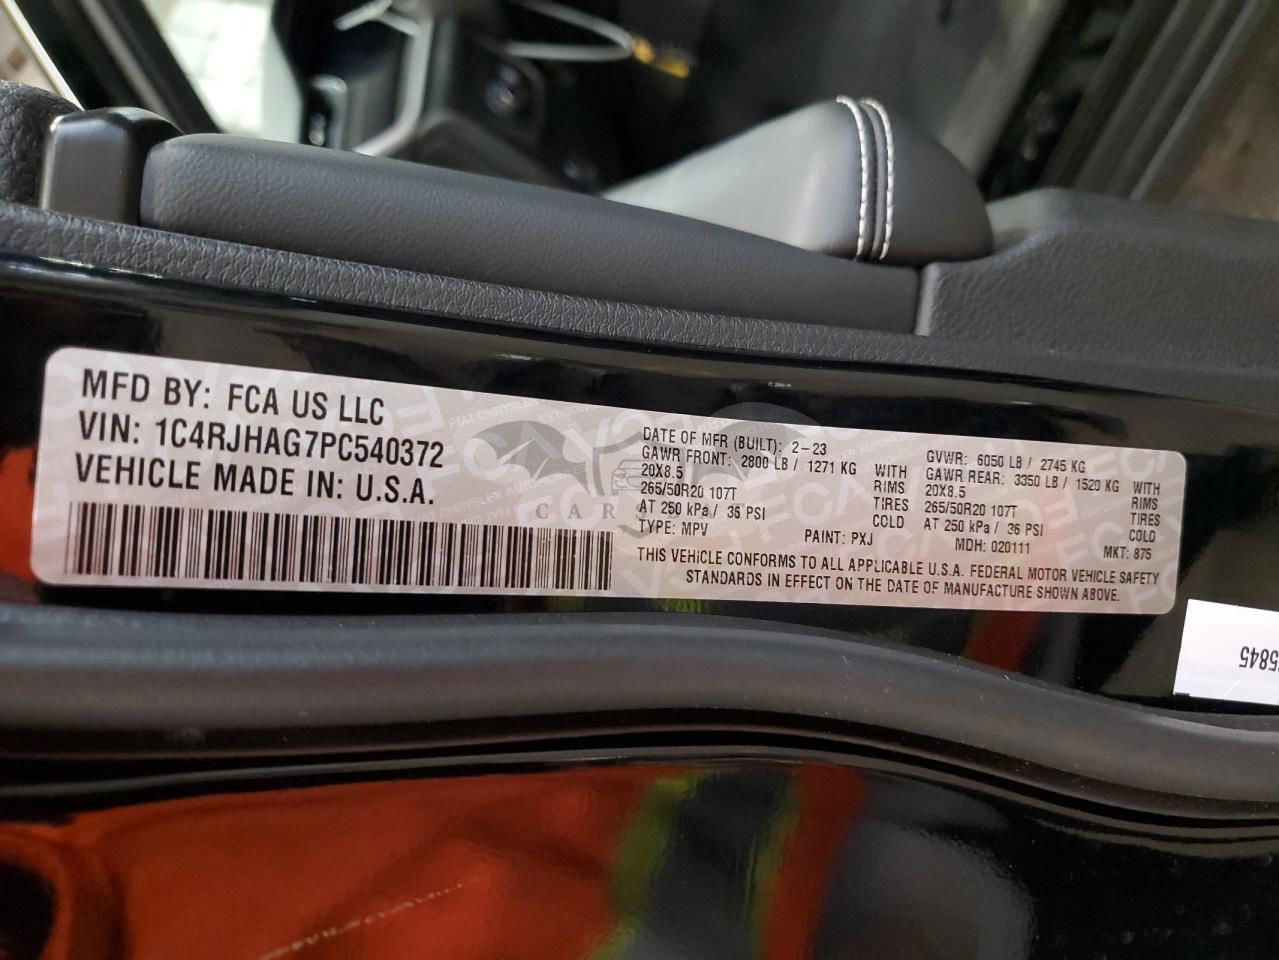 MFD BY: FCA US LLC
VIN: 1C4RJHAG7PC540372
VEHICLE MADE IN: U.S.A.
DATE OF MFR (BUILT): 2-23
GAWR FRONT: 2800 LB / 1271 KG WITH
20X8.5 RIMS
265/50R20 107T TIRES
AT 250 kPa / 36 PSI COLD
TYPE: MPV PAINT: PXJ
GVWR: 6050 LB / 2745 KG
GAWR REAR: 3350 LB / 1520 KG WITH
20X8.5 RIMS
265/50R20 107T TIRES
AT 250 kPa / 36 PSI COLD
MDH: 020111 MKT: 875
THIS VEHICLE CONFORMS TO ALL APPLICABLE U.S.A. FEDERAL MOTOR VEHICLE SAFETY
STANDARDS IN EFFECT ON THE DATE OF MANUFACTURE SHOWN ABOVE.
CAR
5845